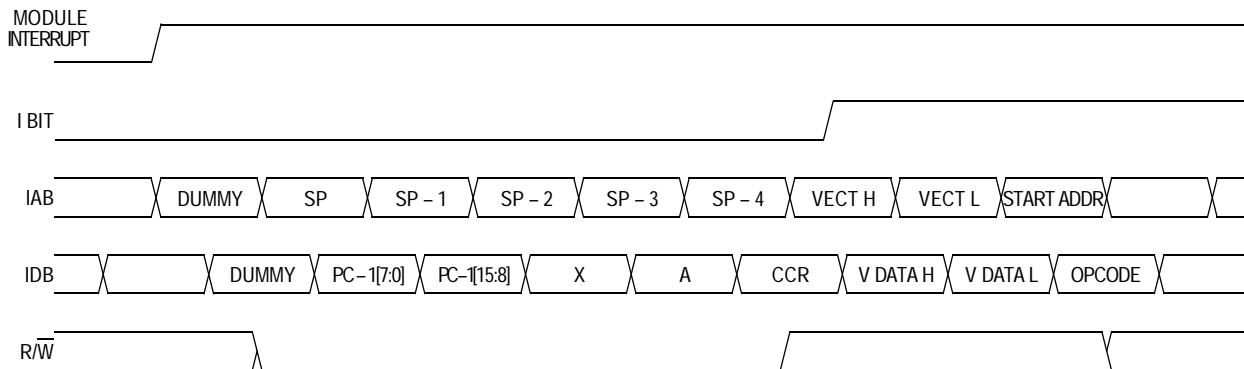 MODULE
INTERRUPT
I BIT
IAB DUMMY SP SP – 1 SP – 2 SP – 3 SP – 4 VECT H VECT L START ADDR
IDB DUMMY PC – 1[7:0] PC–1[15:8] X A CCR V DATA H V DATA L OPCODE
R/W̅